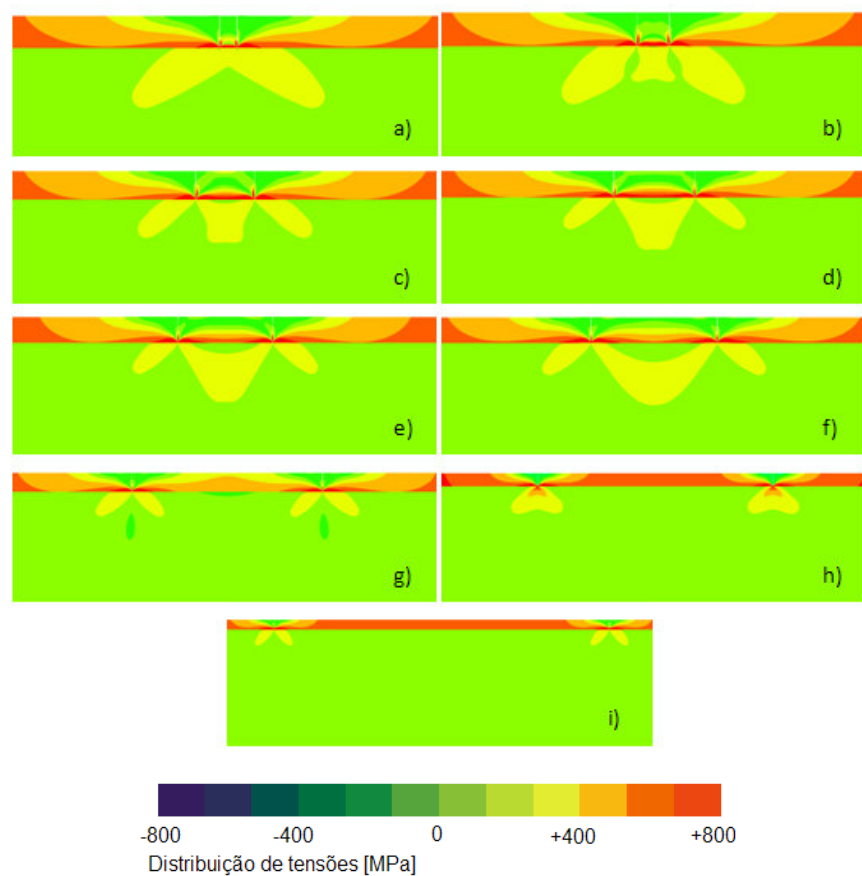 a)
b)
c)
d)
e)
f)
g)
h)
i)
-800 -400 0 +400 +800
Distribuição de tensões [MPa]